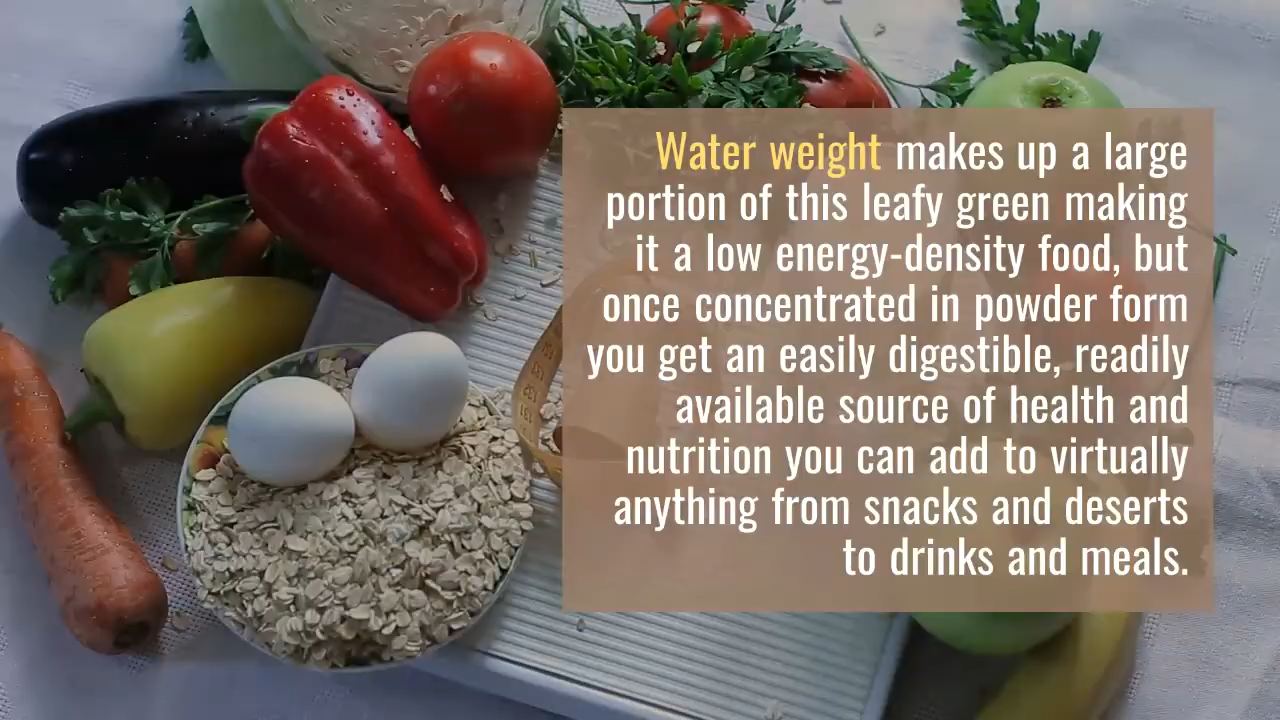 Water weight makes up a large
portion of this leafy green making
it a low energy-density food, but
once concentrated in powder form
you get an easily digestible, readily
available source of health and
nutrition you can add to virtually
anything from snacks and deserts
to drinks and meals.